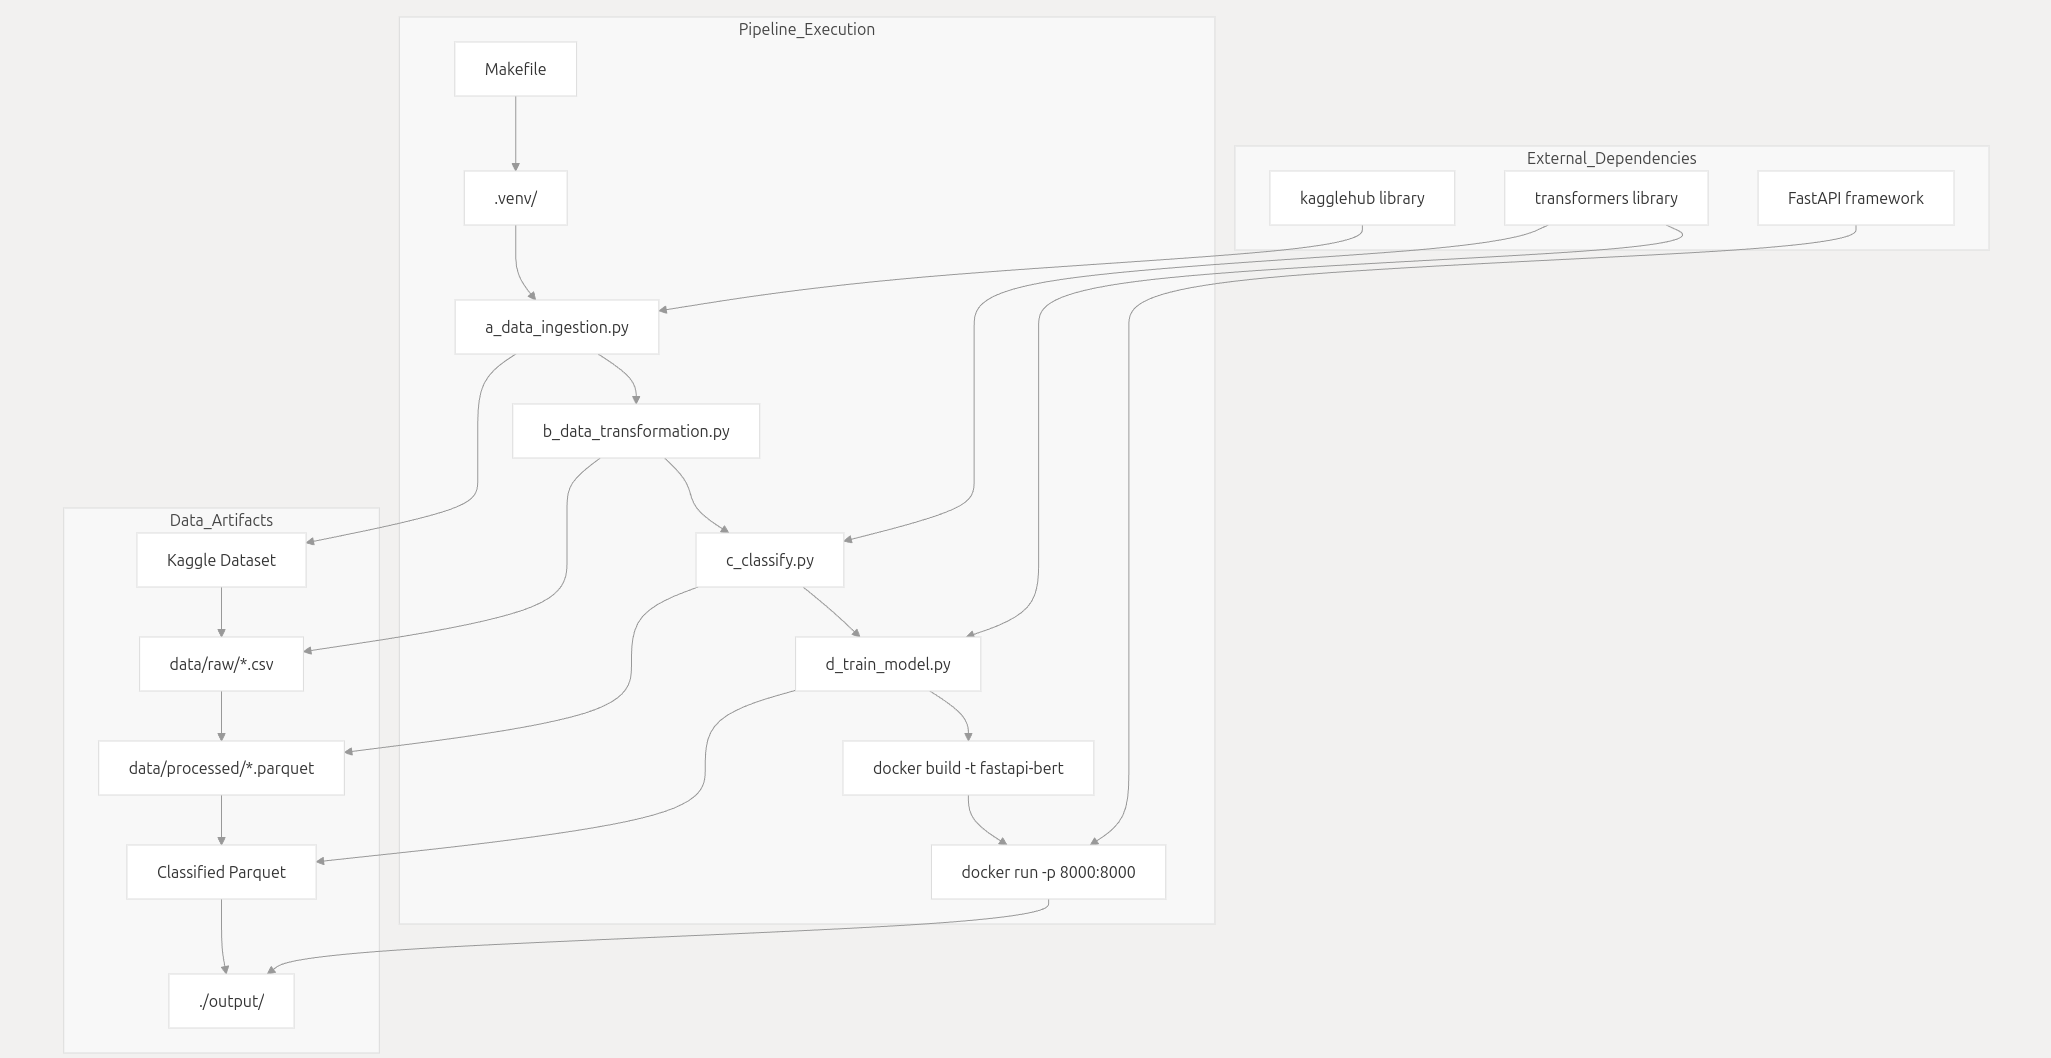 Pipeline_Execution
Makefile
.venv/
a_data_ingestion.py
b_data_transformation.py
c_classify.py
d_train_model.py
docker build -t fastapi-bert
docker run -p 8000:8000
External_Dependencies
kagglehub library
transformers library
FastAPI framework
Data_Artifacts
Kaggle Dataset
data/raw/*.csv
data/processed/*.parquet
Classified Parquet
./output/